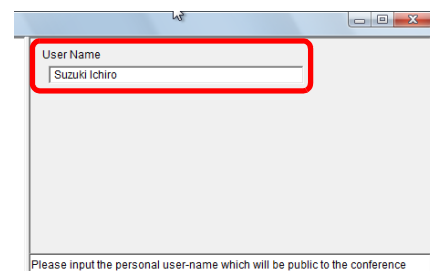 User Name
Suzuki Ichiro
Please input the personal user-name which will be public to the conference